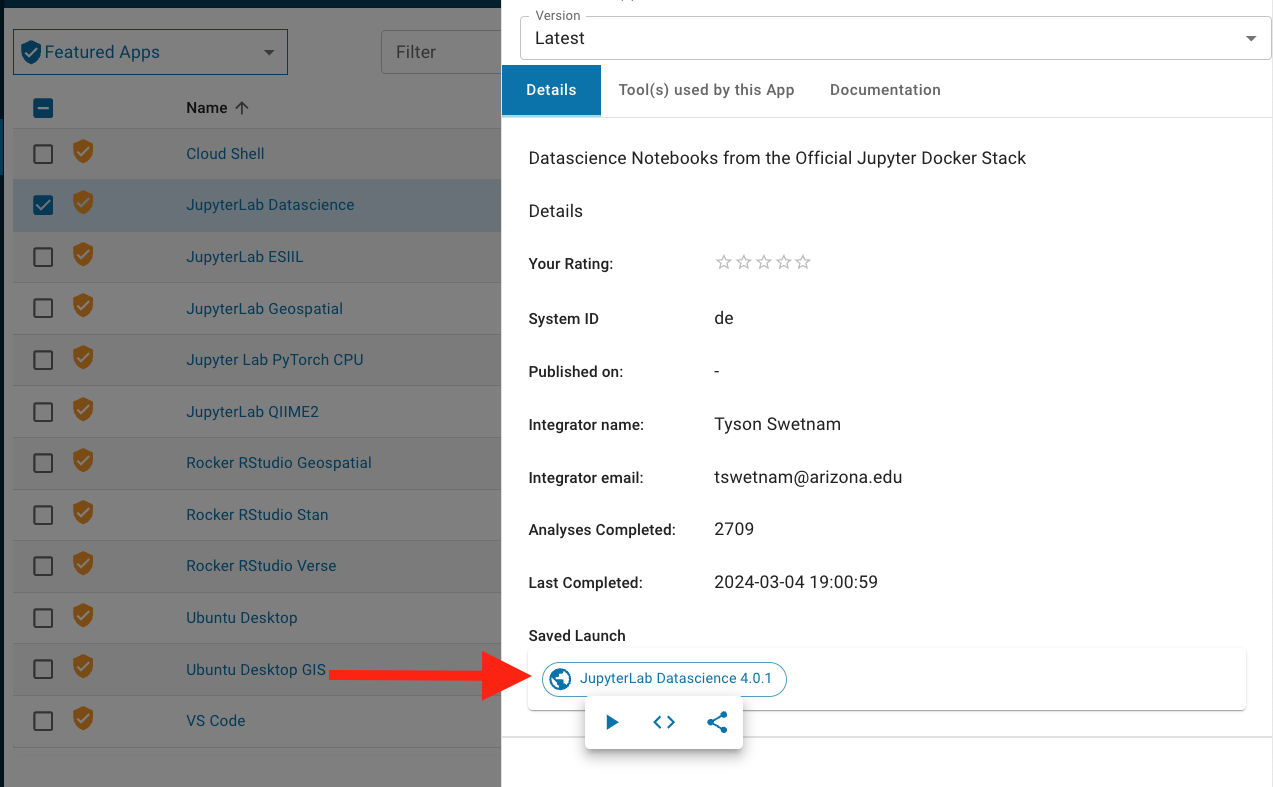 Featured Apps
Filter
Name
Cloud Shell
JupyterLab Datascience
JupyterLab ESIIL
JupyterLab Geospatial
Jupyter Lab PyTorch CPU
JupyterLab QIIME2
Rocker RStudio Geospatial
Rocker RStudio Stan
Rocker RStudio Verse
Ubuntu Desktop
Ubuntu Desktop GIS
VS Code
Version
Latest
Details
Tool(s) used by this App
Documentation
Datascience Notebooks from the Official Jupyter Docker Stack
Details
Your Rating:
System ID de
Published on: -
Integrator name: Tyson Swetnam
Integrator email: tswetnam@arizona.edu
Analyses Completed: 2709
Last Completed: 2024-03-04 19:00:59
Saved Launch
JupyterLab Datascience 4.0.1